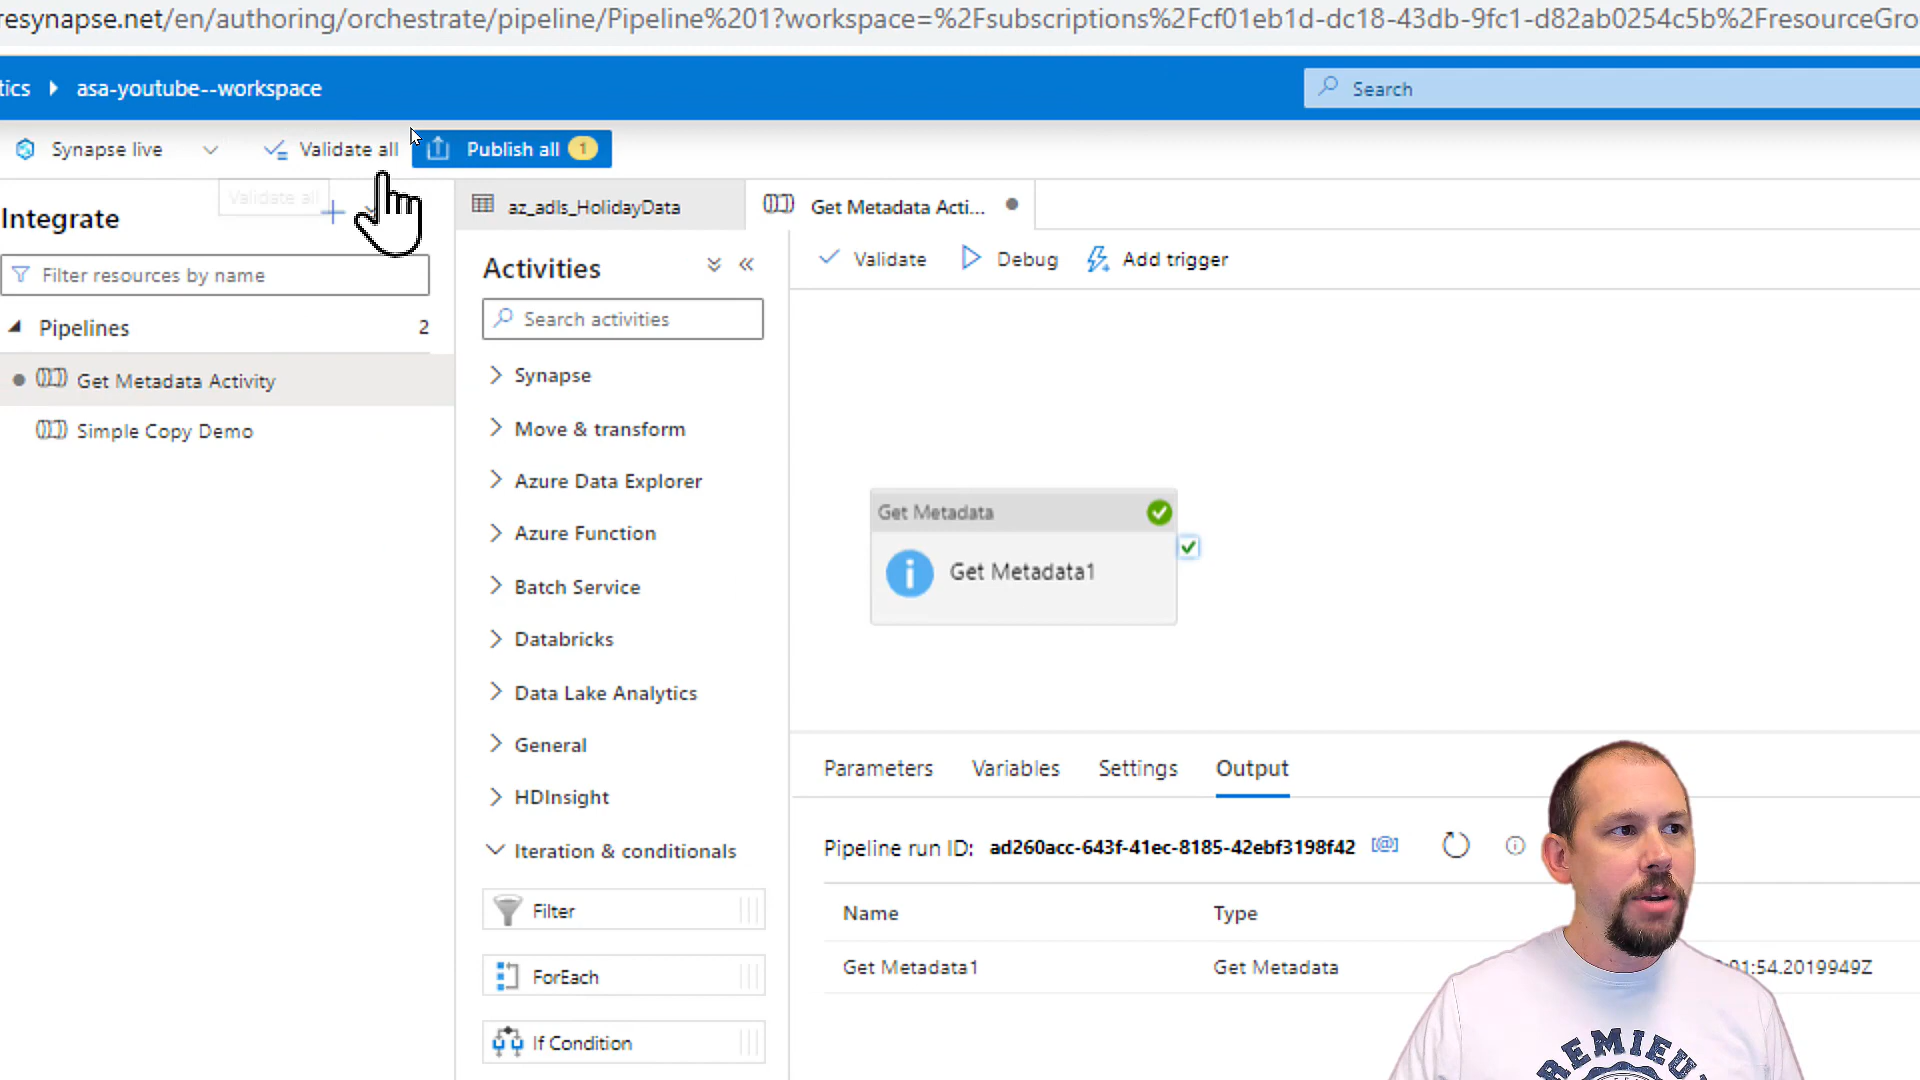 resynapse.net/en/authoring/orchestrate/pipeline/Pipeline%201?workspace=%2Fsubscriptions%2Fcf01eb1d-dc18-43db-9fc1-d82ab0254c5b%2FresourceGro
tics asa-youtube--workspace Search
Synapse live Validate all Publish all 1
Validate all
Integrate
Filter resources by name
Pipelines 2
Get Metadata Activity
Simple Copy Demo
az_adls_HolidayData
Get Metadata Acti...
Activities
Search activities
Synapse
Move & transform
Azure Data Explorer
Azure Function
Batch Service
Databricks
Data Lake Analytics
General
HDInsight
Iteration & conditionals
Filter
ForEach
If Condition
Validate Debug Add trigger
Get Metadata
Get Metadata1
Parameters Variables Settings Output
Pipeline run ID: ad260acc-643f-41ec-8185-42ebf3198f42 [@]
Name Type
Get Metadata1 Get Metadata :01:54.2019949Z